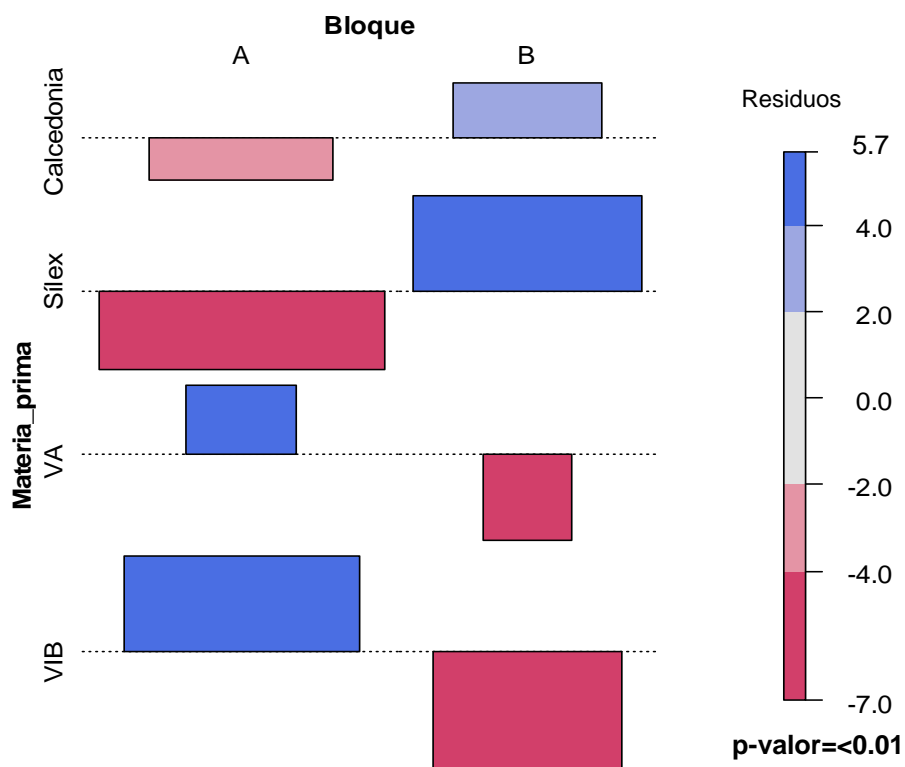 Bloque
A
B
Materia_prima
Calcedonia
Sílex
VA
VIB
Residuos
5.7
4.0
2.0
0.0
-2.0
-4.0
-7.0
p-valor=<0.01